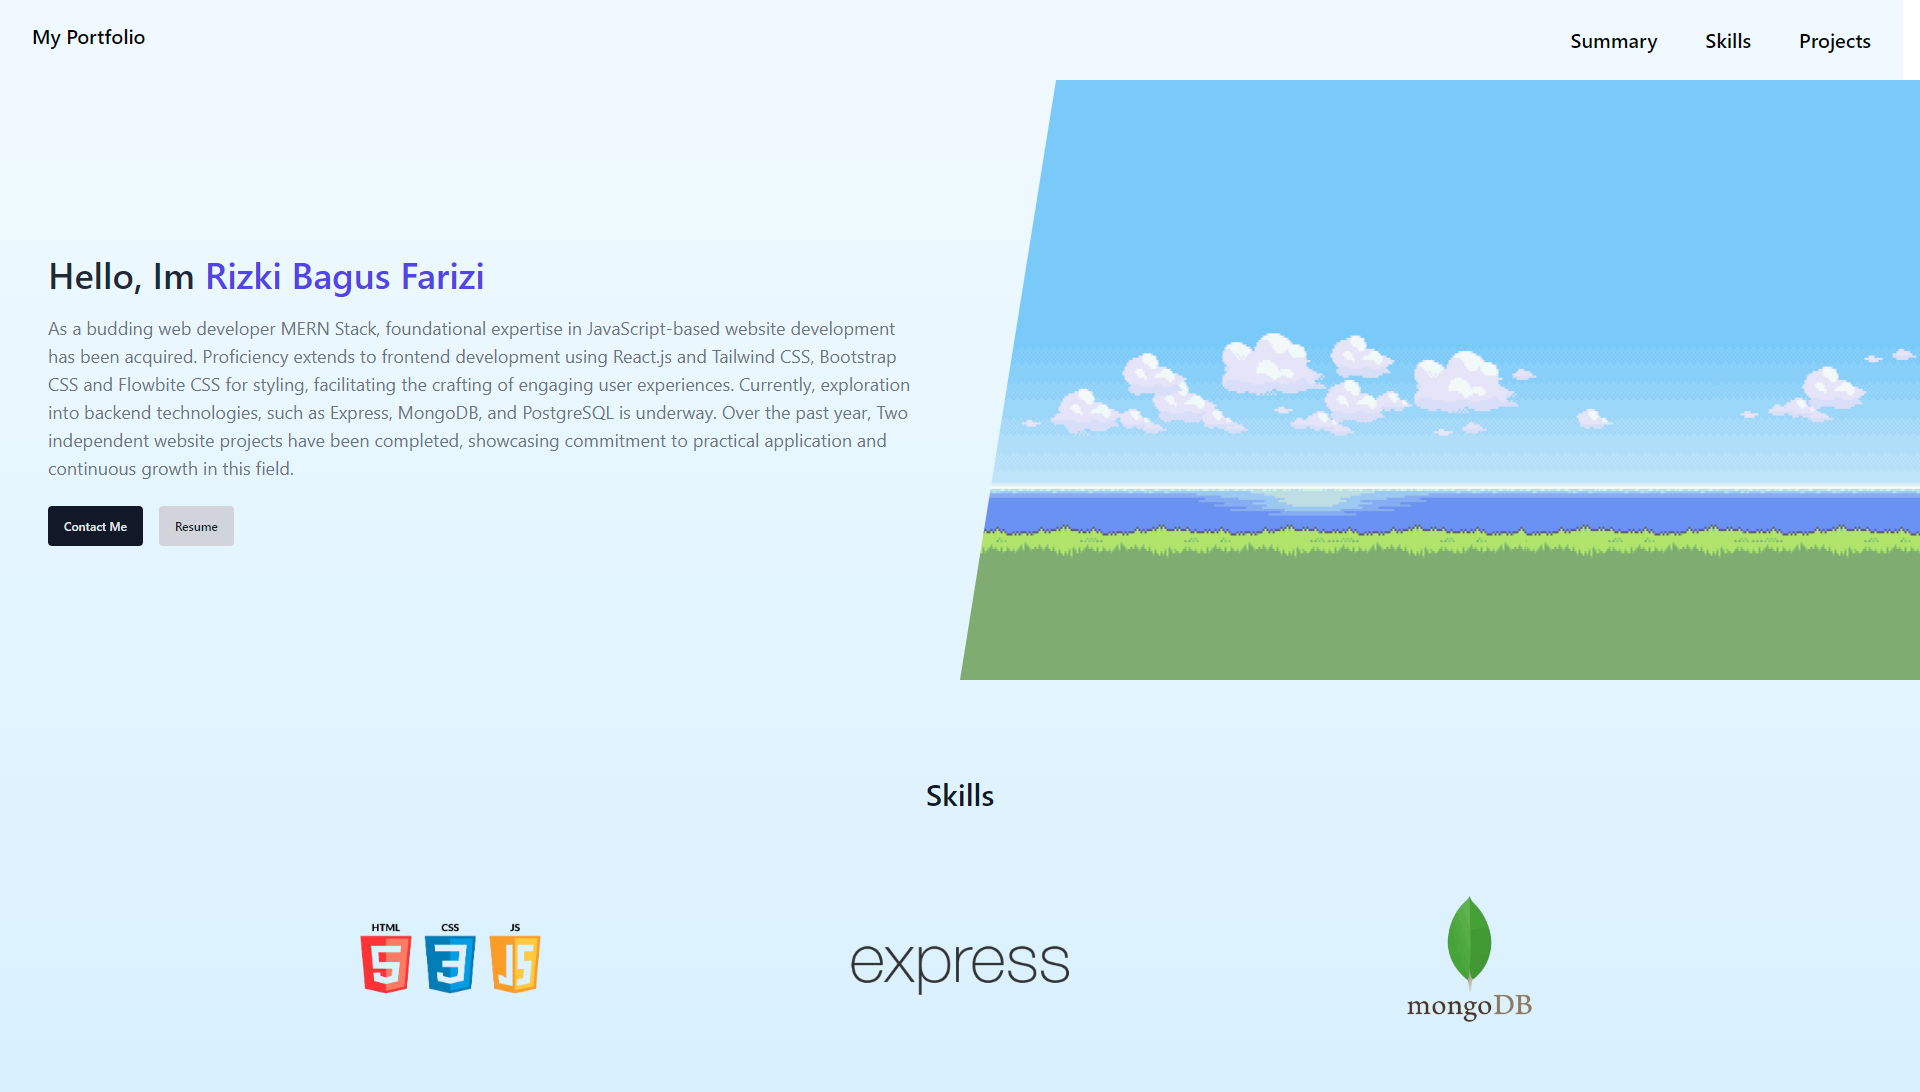 My Portfolio
Summary Skills Projects
Hello, Im Rizki Bagus Farizi
As a budding web developer MERN Stack, foundational expertise in JavaScript-based website development
has been acquired. Proficiency extends to frontend development using React.js and Tailwind CSS, Bootstrap
CSS and Flowbite CSS for styling, facilitating the crafting of engaging user experiences. Currently, exploration
into backend technologies, such as Express, MongoDB, and PostgreSQL is underway. Over the past year, Two
independent website projects have been completed, showcasing commitment to practical application and
continuous growth in this field.
Contact Me Resume
Skills
HTML CSS JS
5 3 JS
express
mongoDB